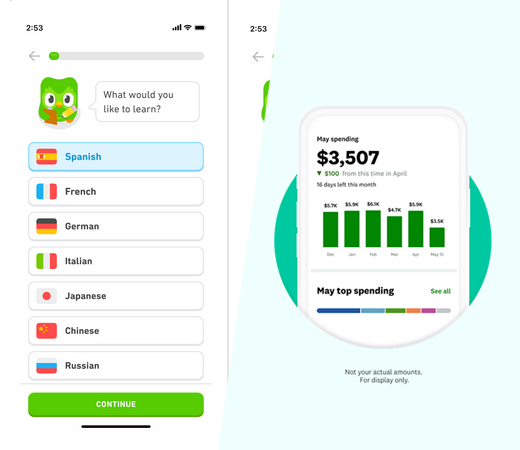 2:53
What would you
like to learn?
Spanish
French
German
Italian
Japanese
Chinese
Russian
CONTINUE
2:53
May spending
$3,507
▼ $100 from this time in April
16 days left this month
$5.7K $5.9K $6.1K $4.7K $5.9K $3.5K
Dec Jan Feb Mar Apr May 15
May top spending See all
Not your actual amounts.
For display only.